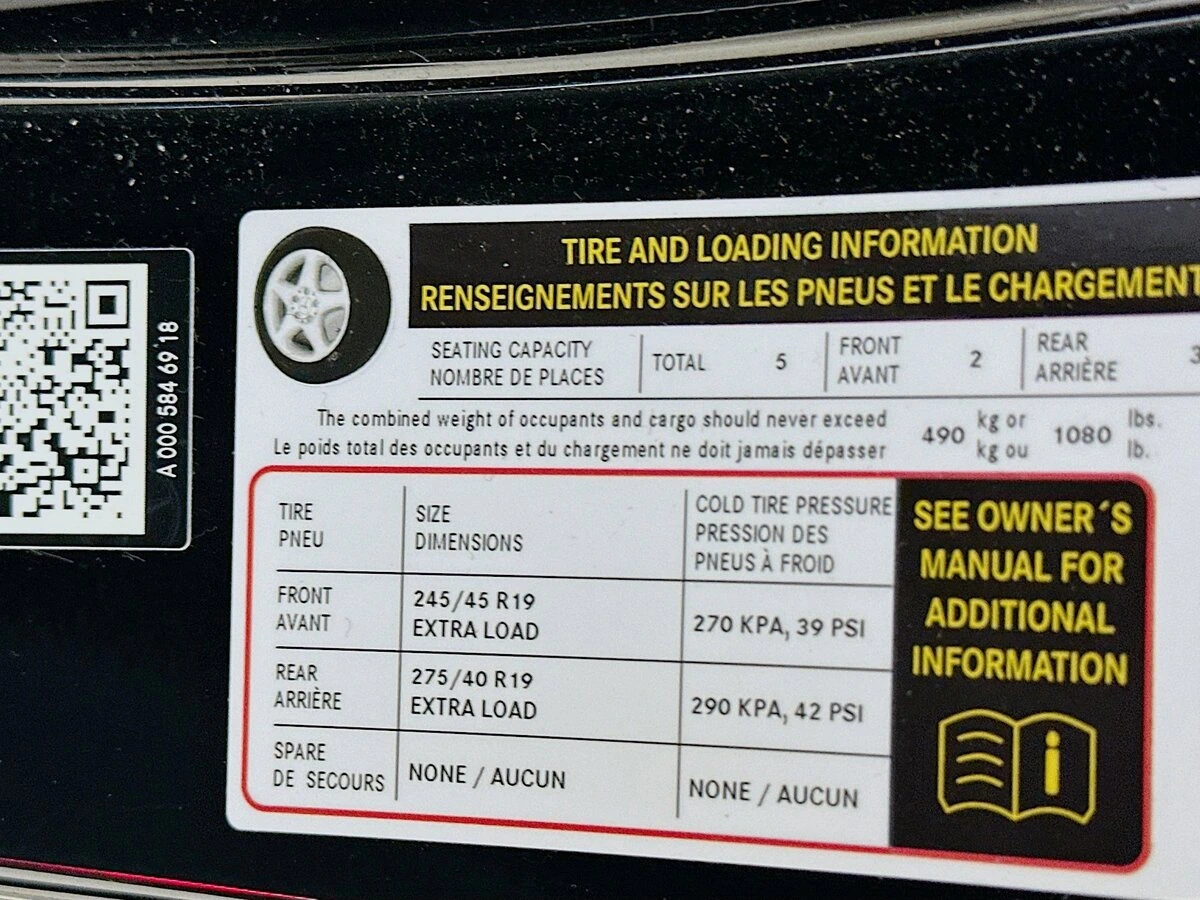 A 000 584 69 18
TIRE AND LOADING INFORMATION
RENSEIGNEMENTS SUR LES PNEUS ET LE CHARGEMENT
SEATING CAPACITY
NOMBRE DE PLACES
TOTAL 5
FRONT
AVANT
2
REAR
ARRIÈRE
3
The combined weight of occupants and cargo should never exceed
Le poids total des occupants et du chargement ne doit jamais dépasser
490
kg or
kg ou
1080
lbs.
lb.
TIRE
PNEU
SIZE
DIMENSIONS
COLD TIRE PRESSURE
PRESSION DES
PNEUS À FROID
FRONT
AVANT
245/45 R19
EXTRA LOAD
270 KPA, 39 PSI
REAR
ARRIÈRE
275/40 R19
EXTRA LOAD
290 KPA, 42 PSI
SPARE
DE SECOURS
NONE / AUCUN
NONE / AUCUN
SEE OWNER´S
MANUAL FOR
ADDITIONAL
INFORMATION